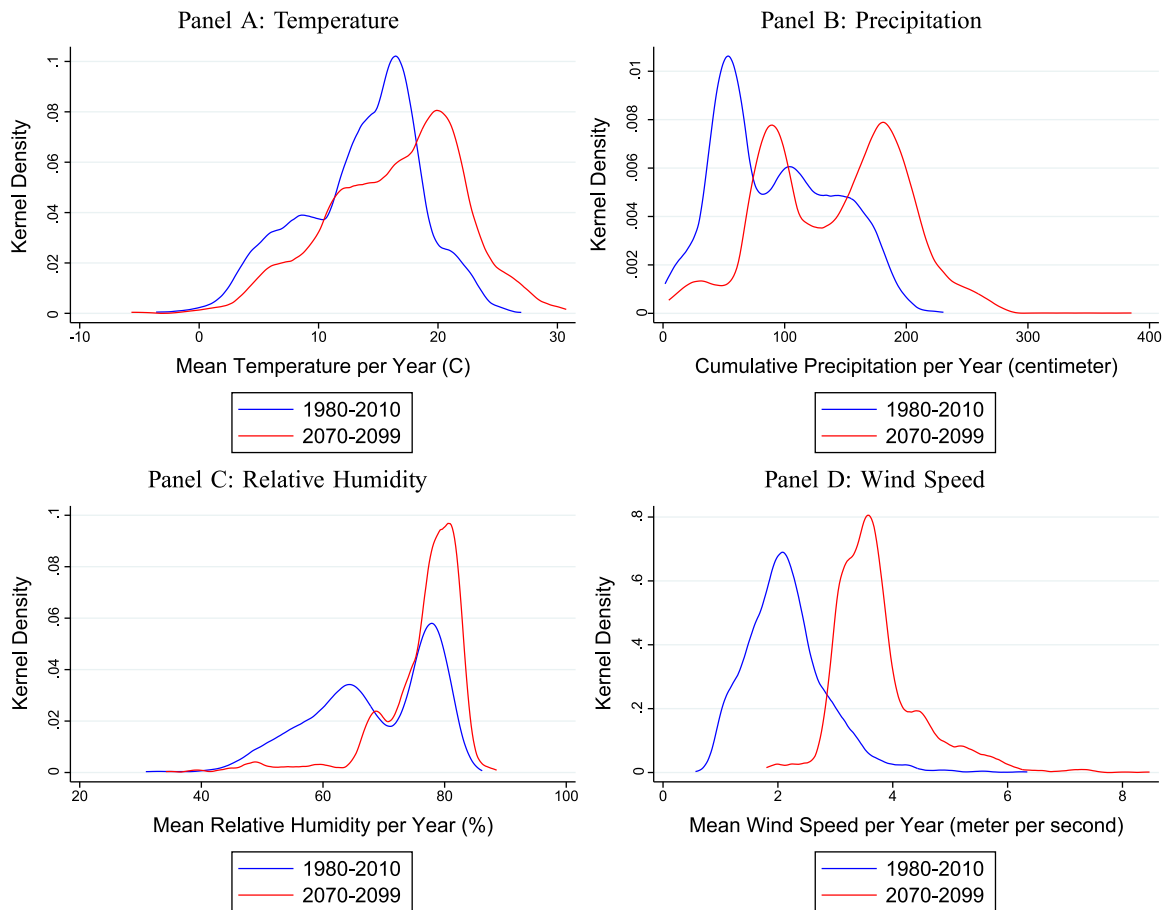 Panel A: Temperature
Kernel Density
0 .02 .04 .06 .08 .1
-10 0 10 20 30
Mean Temperature per Year (C)
1980-2010
2070-2099
Panel B: Precipitation
Kernel Density
0 .002 .004 .006 .008 .01
0 100 200 300 400
Cumulative Precipitation per Year (centimeter)
1980-2010
2070-2099
Panel C: Relative Humidity
Kernel Density
0 .02 .04 .06 .08 .1
20 40 60 80 100
Mean Relative Humidity per Year (%)
1980-2010
2070-2099
Panel D: Wind Speed
Kernel Density
0 .2 .4 .6 .8
0 2 4 6 8
Mean Wind Speed per Year (meter per second)
1980-2010
2070-2099